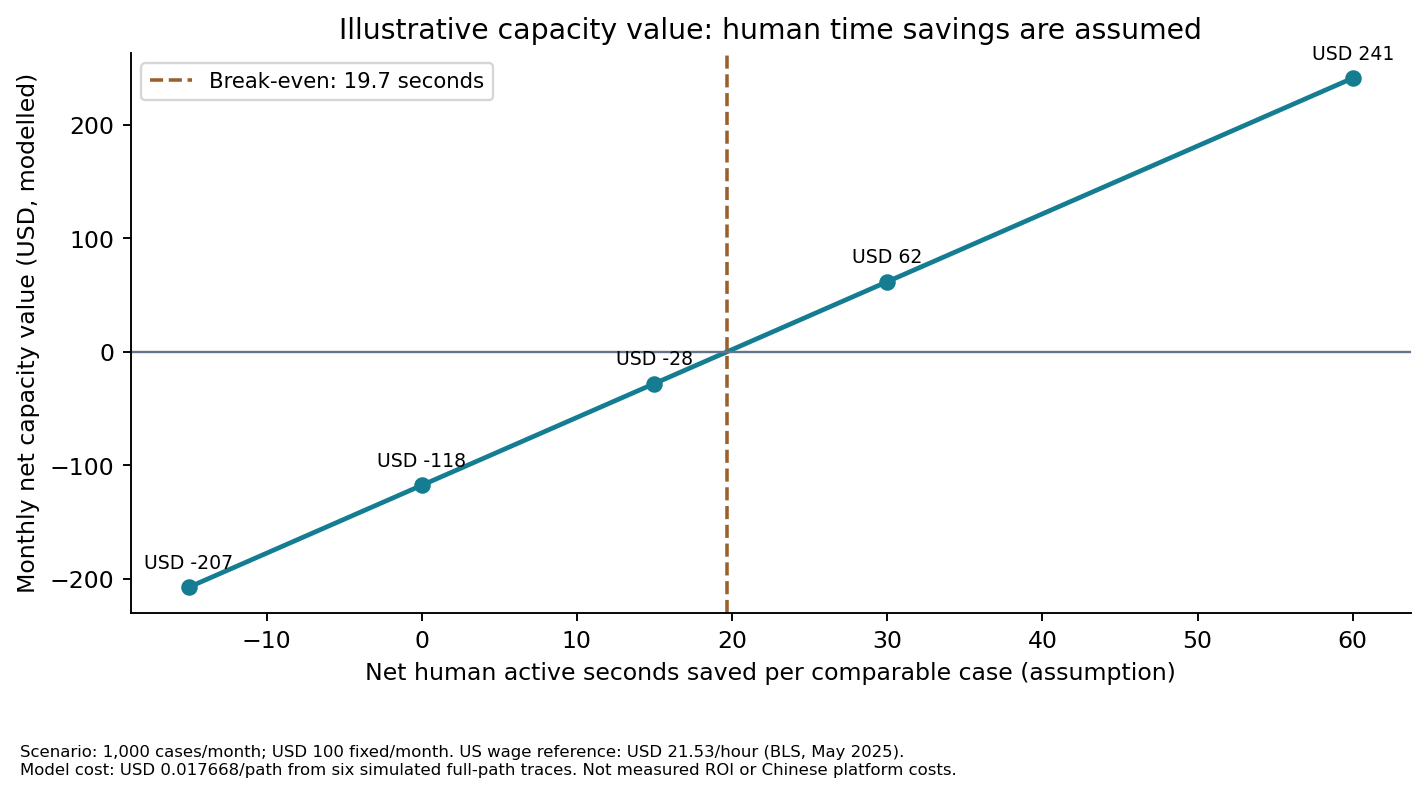 Illustrative capacity value: human time savings are assumed
USD 241
Break-even: 19.7 seconds
Monthly net capacity value (USD, modelled)
200
100
0
−100
−200
USD 62
USD -28
USD -118
USD -207
−10
0
10
20
30
40
50
60
Net human active seconds saved per comparable case (assumption)
Scenario: 1,000 cases/month; USD 100 fixed/month. US wage reference: USD 21.53/hour (BLS, May 2025).
Model cost: USD 0.017668/path from six simulated full-path traces. Not measured ROI or Chinese platform costs.